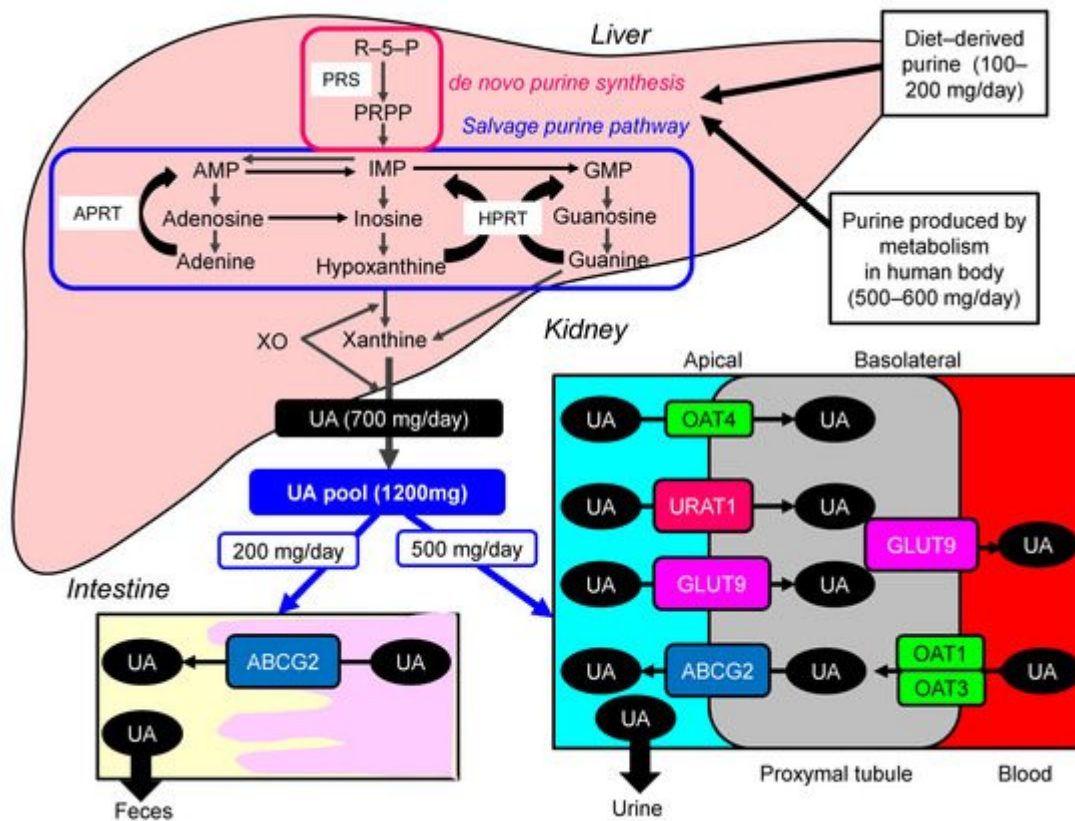 Liver
R–5–P
PRS
de novo purine synthesis
PRPP
Salvage purine pathway
Diet–derived
purine (100–
200 mg/day)
AMP
IMP
GMP
APRT
HPRT
Adenosine
Inosine
Guanosine
Adenine
Hypoxanthine
Guanine
Purine produced by
metabolism
in human body
(500–600 mg/day)
XO
Xanthine
UA (700 mg/day)
UA pool (1200mg)
200 mg/day
500 mg/day
Intestine
UA
ABCG2
UA
UA
Feces
Kidney
Apical
Basolateral
UA
OAT4
UA
UA
URAT1
UA
GLUT9
UA
UA
GLUT9
UA
UA
ABCG2
UA
OAT1
OAT3
UA
UA
Urine
Proxymal tubule
Blood